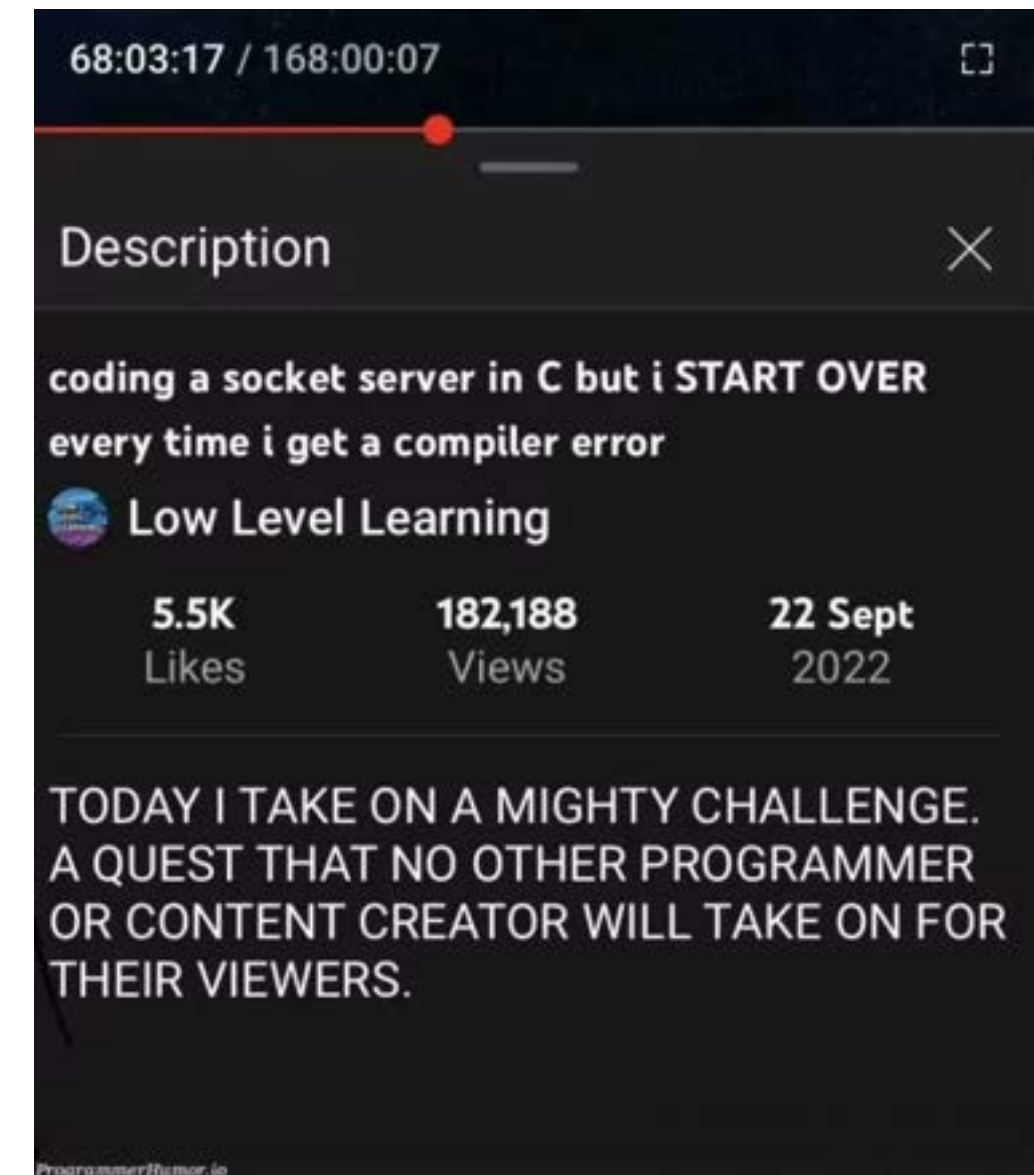 68:03:17 / 168:00:07
Description
coding a socket server in C but i START OVER
every time i get a compiler error
Low Level Learning
5.5K 182,188 22 Sept
Likes Views 2022
TODAY I TAKE ON A MIGHTY CHALLENGE.
A QUEST THAT NO OTHER PROGRAMMER
OR CONTENT CREATOR WILL TAKE ON FOR
THEIR VIEWERS.
ProgrammerHumor.io